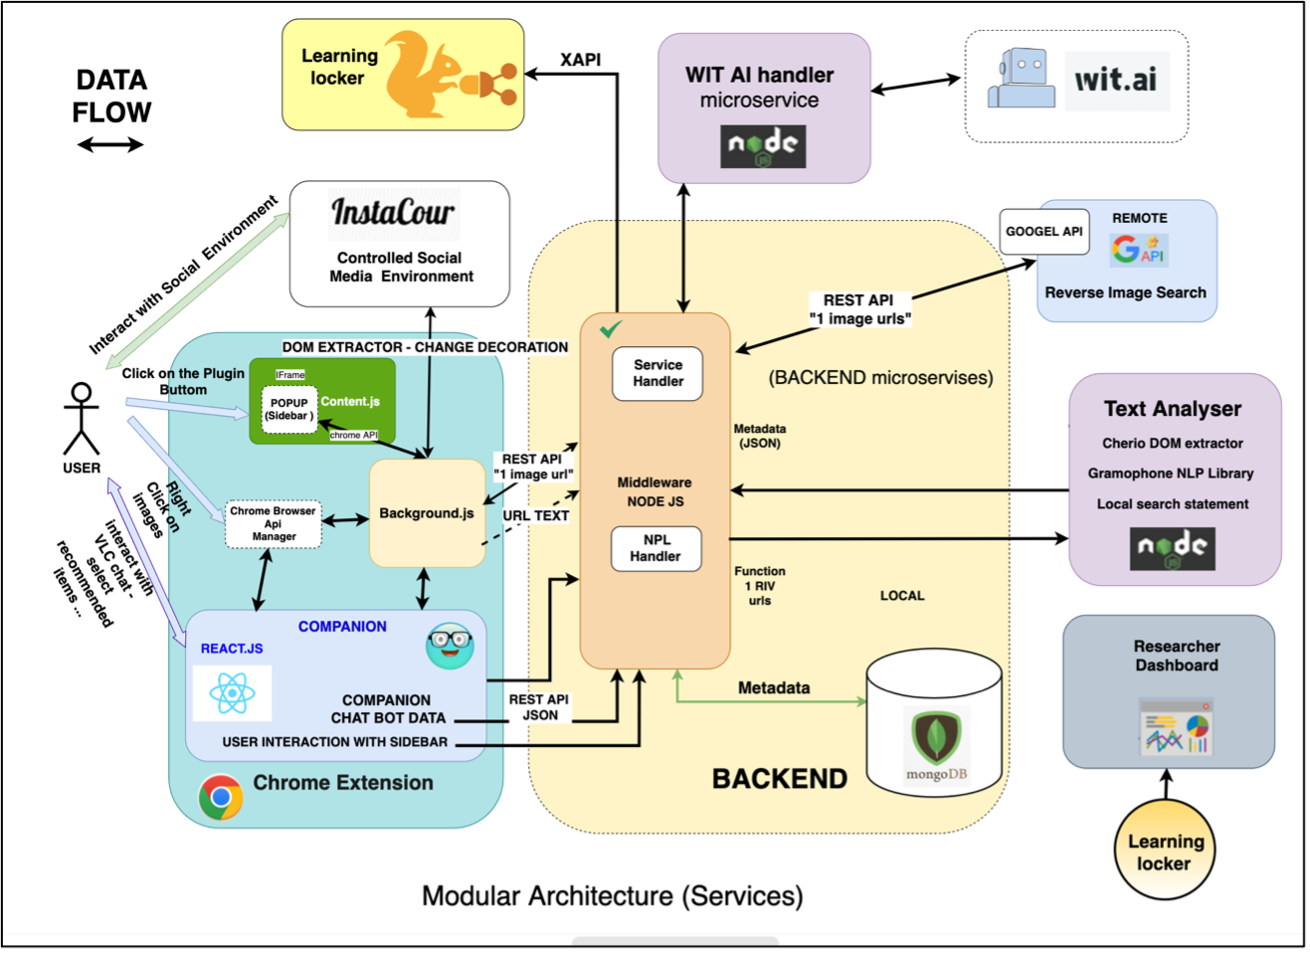 DATA
FLOW
Learning
locker
XAPI
WIT AI handler
microservice
node
JS
wit.ai
InstaCour
Controlled Social
Media Environment
Interact with Social Environment
GOOGEL API
REMOTE
G API
Reverse Image Search
REST API
"1 image urls"
DOM EXTRACTOR - CHANGE DECORATION
Click on the Plugin
Buttom
IFrame
POPUP
(Sidebar )
Content.js
chrome API
Service
Handler
(BACKEND microservises)
USER
Right
Click on
images
REST API
"1 image url"
URL TEXT
Metadata
(JSON)
Text Analyser
Cherio DOM extractor
Gramophone NLP Library
Local search statement
node
JS
Chrome Browser
Api
Manager
Background.js
Middleware
NODE JS
NPL
Handler
interact with
VLC chat -
select
recommended
items ...
Function
1 RIV
urls
LOCAL
COMPANION
REACT.JS
COMPANION
CHAT BOT DATA
USER INTERACTION WITH SIDEBAR
REST API
JSON
Metadata
mongoDB
Researcher
Dashboard
Chrome Extension
BACKEND
Learning
locker
Modular Architecture (Services)